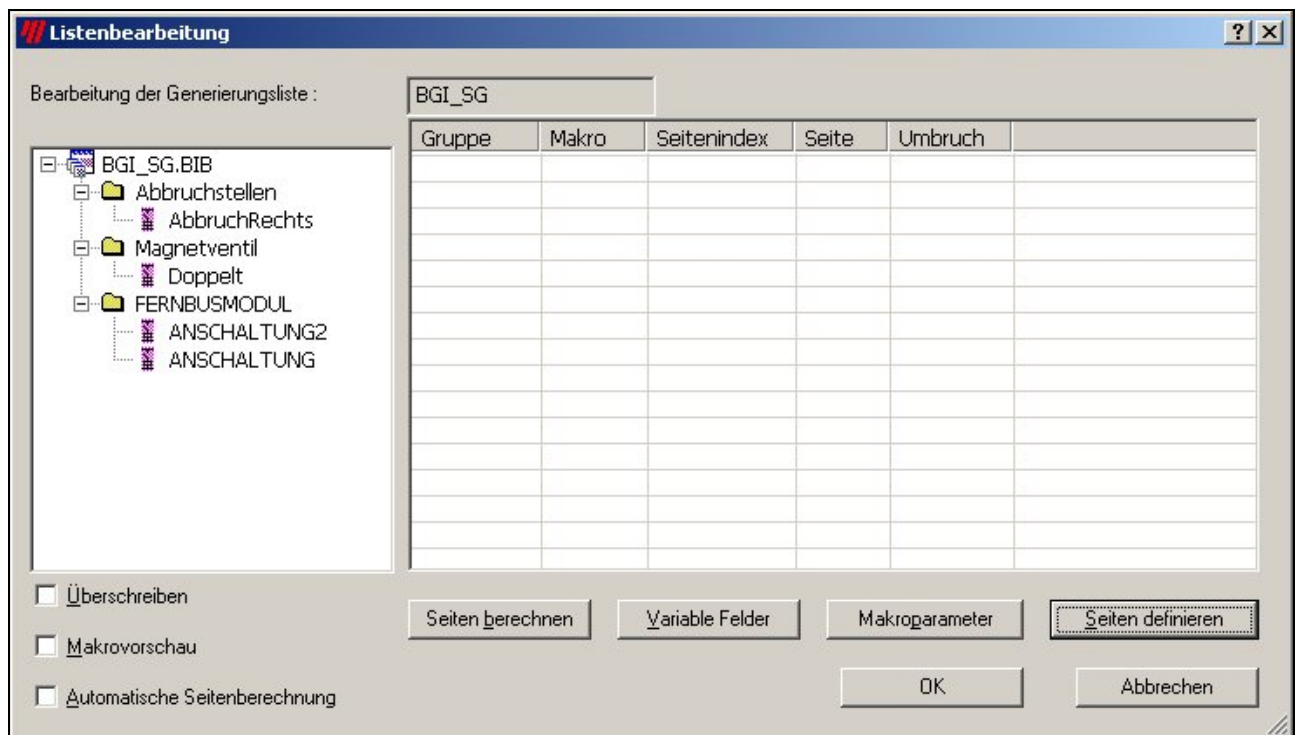 Listenbearbeitung
Bearbeitung der Generierungsliste :
BGI_SG
Gruppe Makro Seitenindex Seite Umbruch
BGI_SG.BIB
Abbruchstellen
AbbruchRechts
Magnetventil
Doppelt
FERNBUSMODUL
ANSCHALTUNG2
ANSCHALTUNG
Überschreiben
Makrovorschau
Automatische Seitenberechnung
Seiten berechnen
Variable Felder
Makroparameter
Seiten definieren
OK
Abbrechen